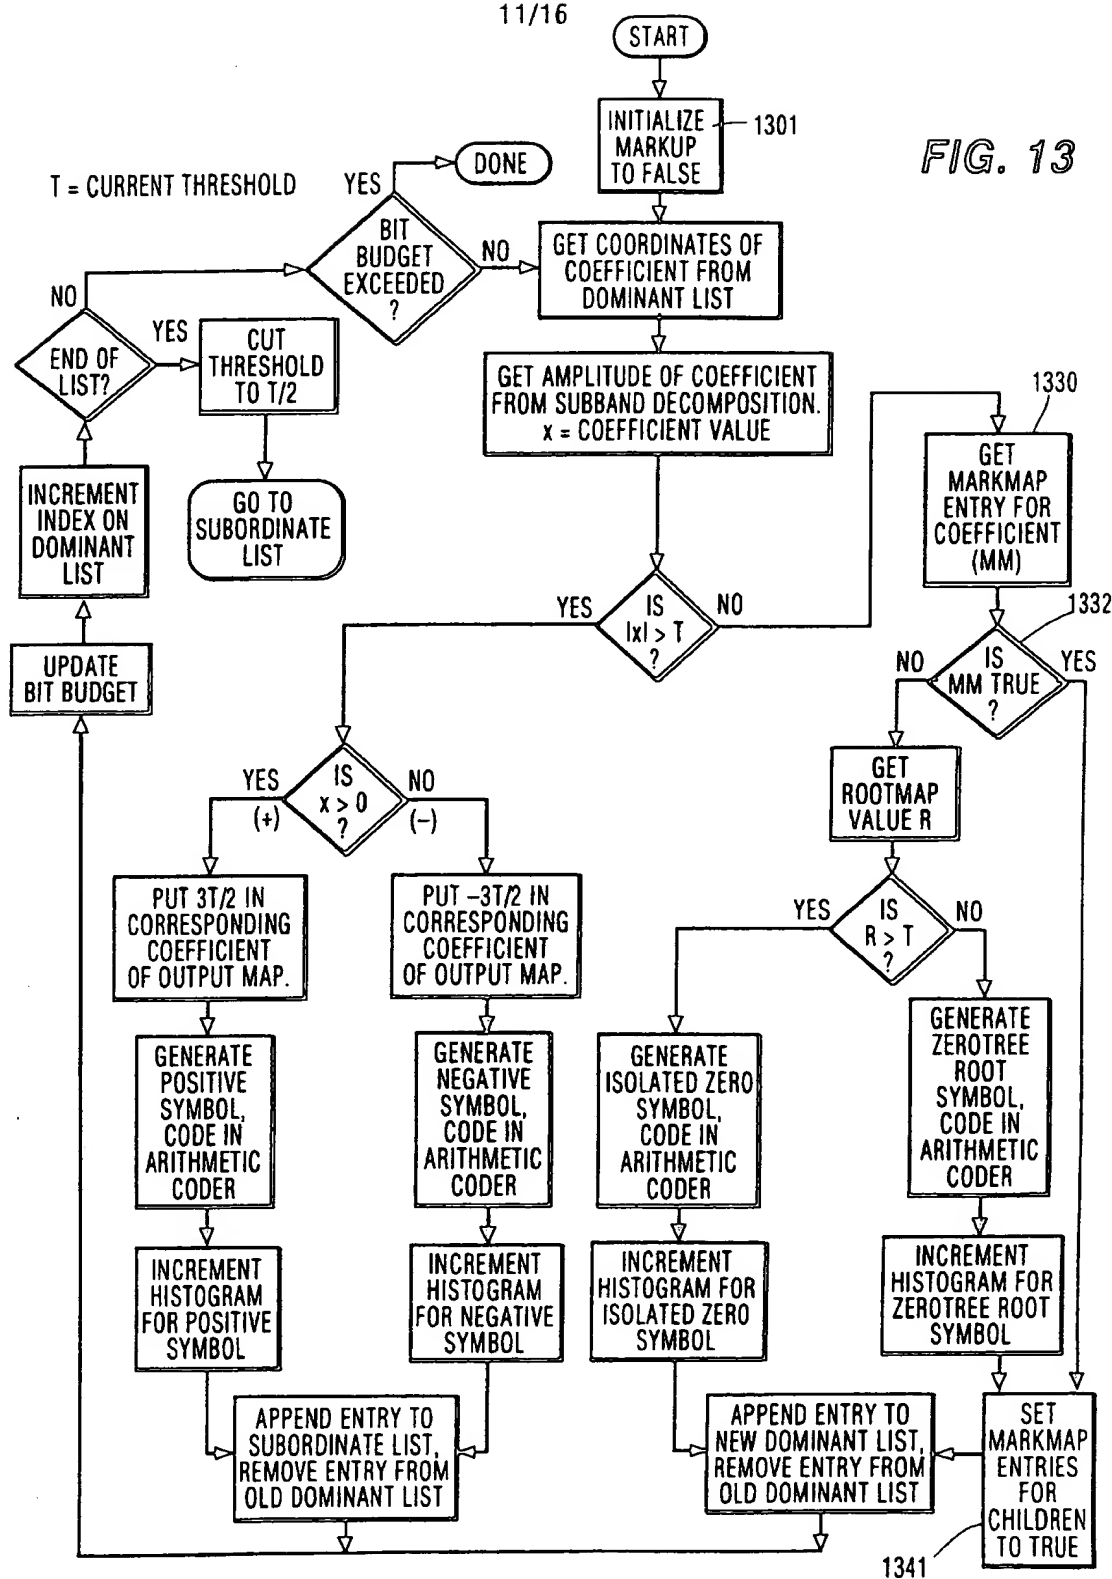 11/16
START
INITIALIZE
MARKUP
TO FALSE
1301
FIG. 13
T = CURRENT THRESHOLD
YES
DONE
BIT
BUDGET
EXCEEDED
?
NO
GET COORDINATES OF
COEFFICIENT FROM
DOMINANT LIST
NO
END OF
LIST?
YES
CUT
THRESHOLD
TO T/2
GET AMPLITUDE OF COEFFICIENT
FROM SUBBAND DECOMPOSITION.
x = COEFFICIENT VALUE
1330
GET
MARKMAP
ENTRY FOR
COEFFICIENT
(MM)
INCREMENT
INDEX ON
DOMINANT
LIST
GO TO
SUBORDINATE
LIST
YES
IS
|x| > T
?
NO
1332
NO
IS
MM TRUE
?
YES
UPDATE
BIT BUDGET
GET
ROOTMAP
VALUE R
YES
(+)
IS
x > 0
?
NO
(−)
PUT 3T/2 IN
CORRESPONDING
COEFFICIENT
OF OUTPUT MAP.
PUT −3T/2 IN
CORRESPONDING
COEFFICIENT
OF OUTPUT MAP.
YES
IS
R > T
?
NO
GENERATE
POSITIVE
SYMBOL,
CODE IN
ARITHMETIC
CODER
GENERATE
NEGATIVE
SYMBOL,
CODE IN
ARITHMETIC
CODER
GENERATE
ISOLATED ZERO
SYMBOL,
CODE IN
ARITHMETIC
CODER
GENERATE
ZEROTREE
ROOT
SYMBOL,
CODE IN
ARITHMETIC
CODER
INCREMENT
HISTOGRAM
FOR POSITIVE
SYMBOL
INCREMENT
HISTOGRAM
FOR NEGATIVE
SYMBOL
INCREMENT
HISTOGRAM FOR
ISOLATED ZERO
SYMBOL
INCREMENT
HISTOGRAM FOR
ZEROTREE ROOT
SYMBOL
APPEND ENTRY TO
SUBORDINATE LIST,
REMOVE ENTRY FROM
OLD DOMINANT LIST
APPEND ENTRY TO
NEW DOMINANT LIST,
REMOVE ENTRY FROM
OLD DOMINANT LIST
SET
MARKMAP
ENTRIES
FOR
CHILDREN
TO TRUE
1341